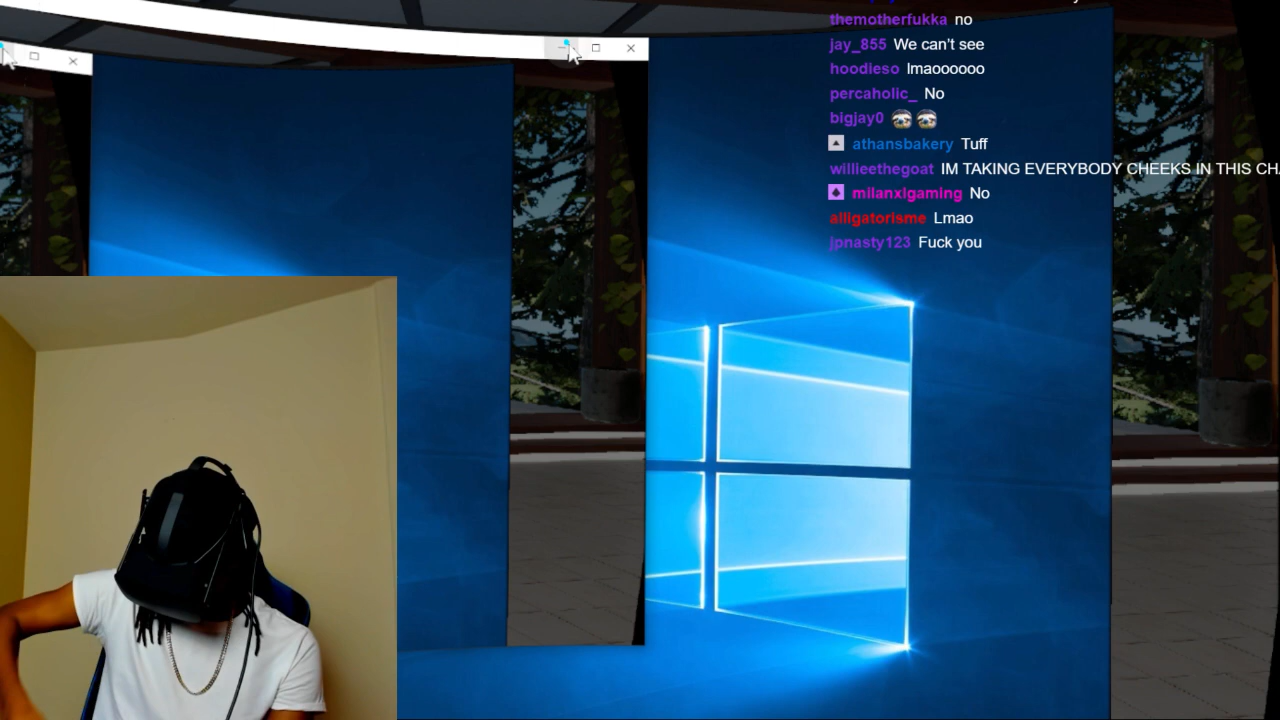 themotherfukka no
jay_855 We can't see
hoodieso lmaoooooo
percaholic_ No
bigjay0
athansbakery Tuff
willieethegoat IM TAKING EVERYBODY CHEEKS IN THIS
milanxlgaming No
alligatorisme Lmao
jpnasty123 Fuck you